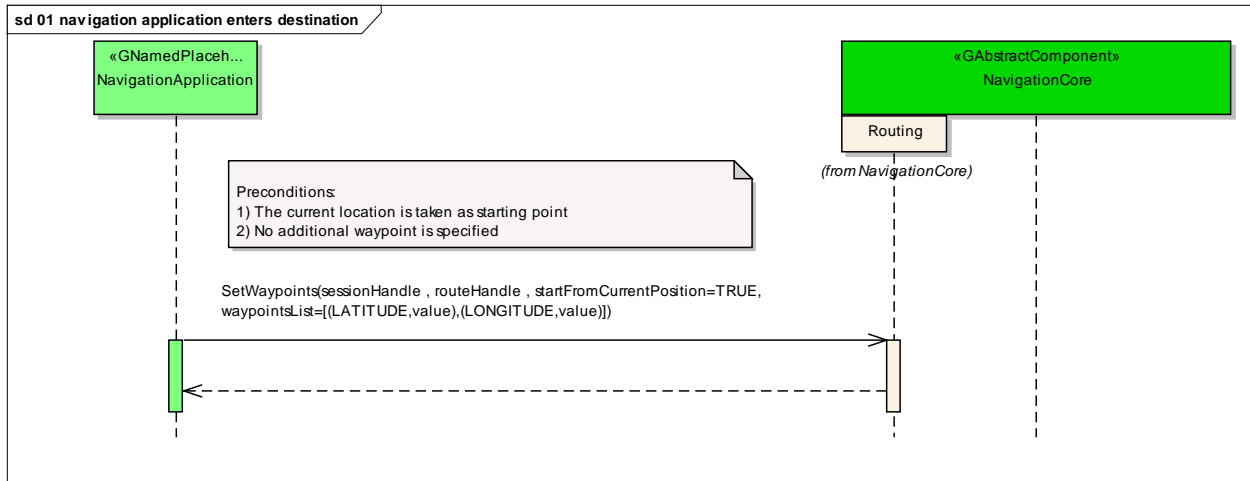 sd 01 navigation application enters destination
«GNamedPlaceh...
NavigationApplication
«GAbstractComponent»
NavigationCore
Routing
(from NavigationCore)
Preconditions:
1) The current location is taken as starting point
2) No additional waypoint is specified
SetWaypoints(sessionHandle , routeHandle , startFromCurrentPosition=TRUE,
waypointsList=[(LATITUDE,value),(LONGITUDE,value)])